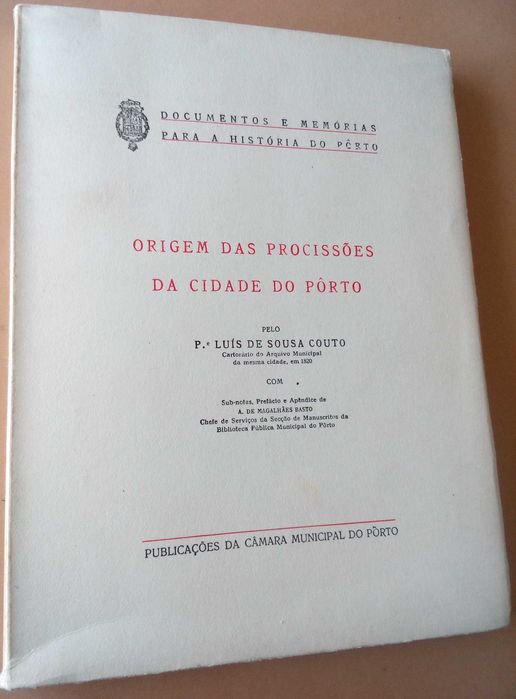 DOCUMENTOS E MEMÓRIAS
PARA A HISTÓRIA DO PÔRTO
ORIGEM DAS PROCISSÕES
DA CIDADE DO PÔRTO
PELO
P.e LUÍS DE SOUSA COUTO
Cartorário do Arquivo Municipal
da mesma cidade, em 1820
COM
Sub-notas, Prefácio e Apêndice de
A. DE MAGALHÃES BASTO
Chefe de Serviços da Secção de Manuscritos da
Biblioteca Pública Municipal do Pôrto
PUBLICAÇÕES DA CÂMARA MUNICIPAL DO PÔRTO